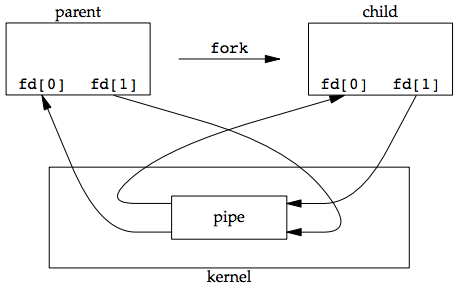 parent child
fork
fd[0] fd[1] fd[0] fd[1]
pipe
kernel